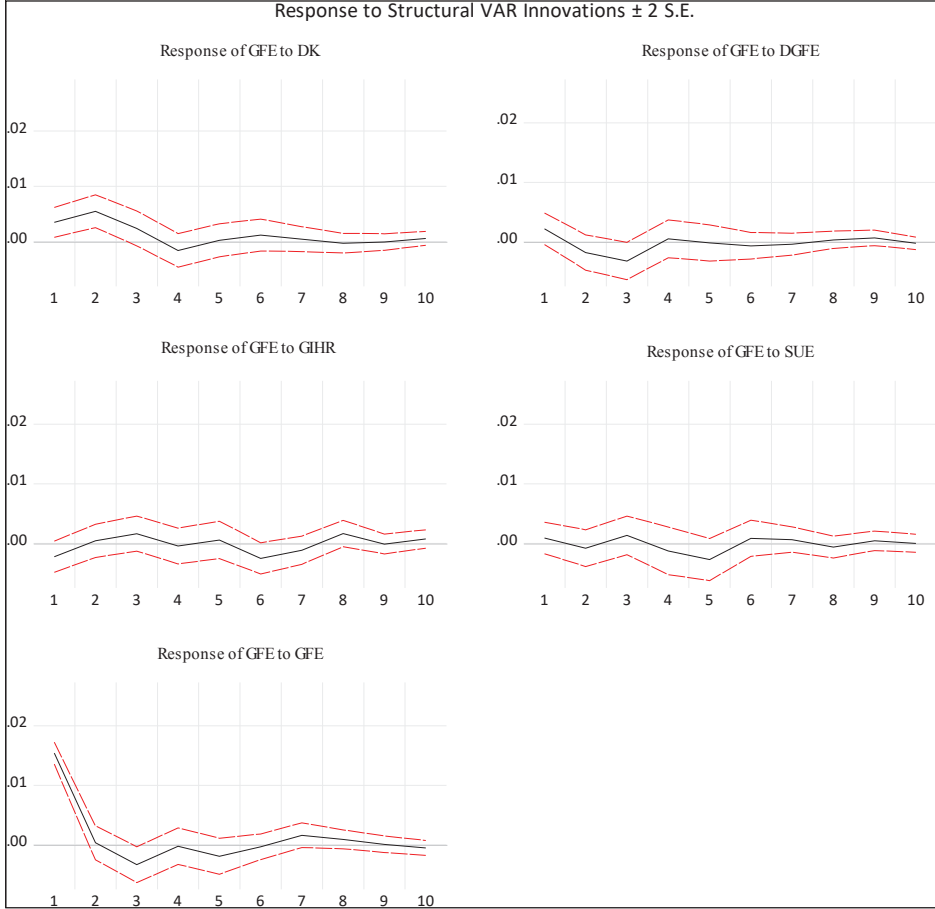 Response to Structural VAR Innovations ± 2 S.E.
Response of GFE to DK
.02
.01
.00
1 2 3 4 5 6 7 8 9 10
Response of GFE to DGFE
.02
.01
.00
1 2 3 4 5 6 7 8 9 10
Response of GFE to GIHR
.02
.01
.00
1 2 3 4 5 6 7 8 9 10
Response of GFE to SUE
.02
.01
.00
1 2 3 4 5 6 7 8 9 10
Response of GFE to GFE
.02
.01
.00
1 2 3 4 5 6 7 8 9 10